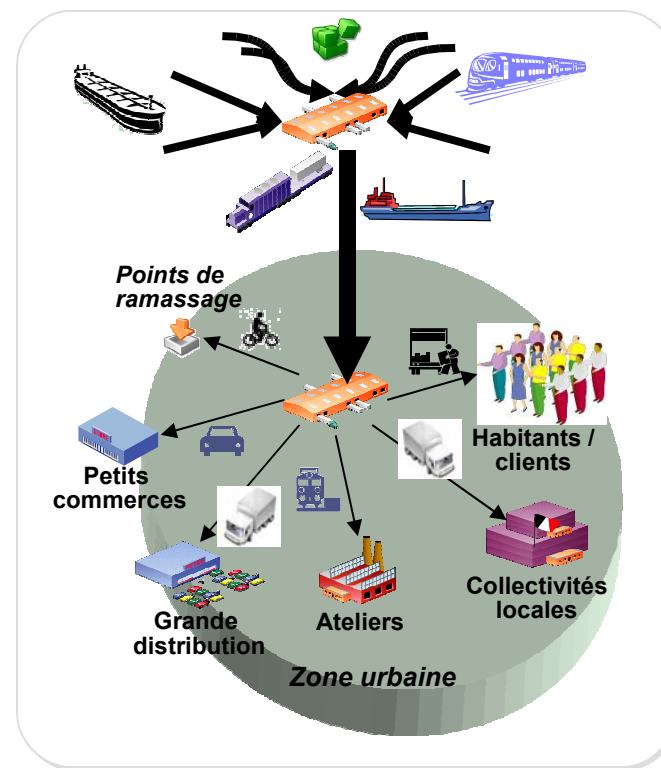 Points de
ramassage
Habitants /
clients
Petits
commerces
Collectivités
locales
Grande
distribution
Ateliers
Zone urbaine